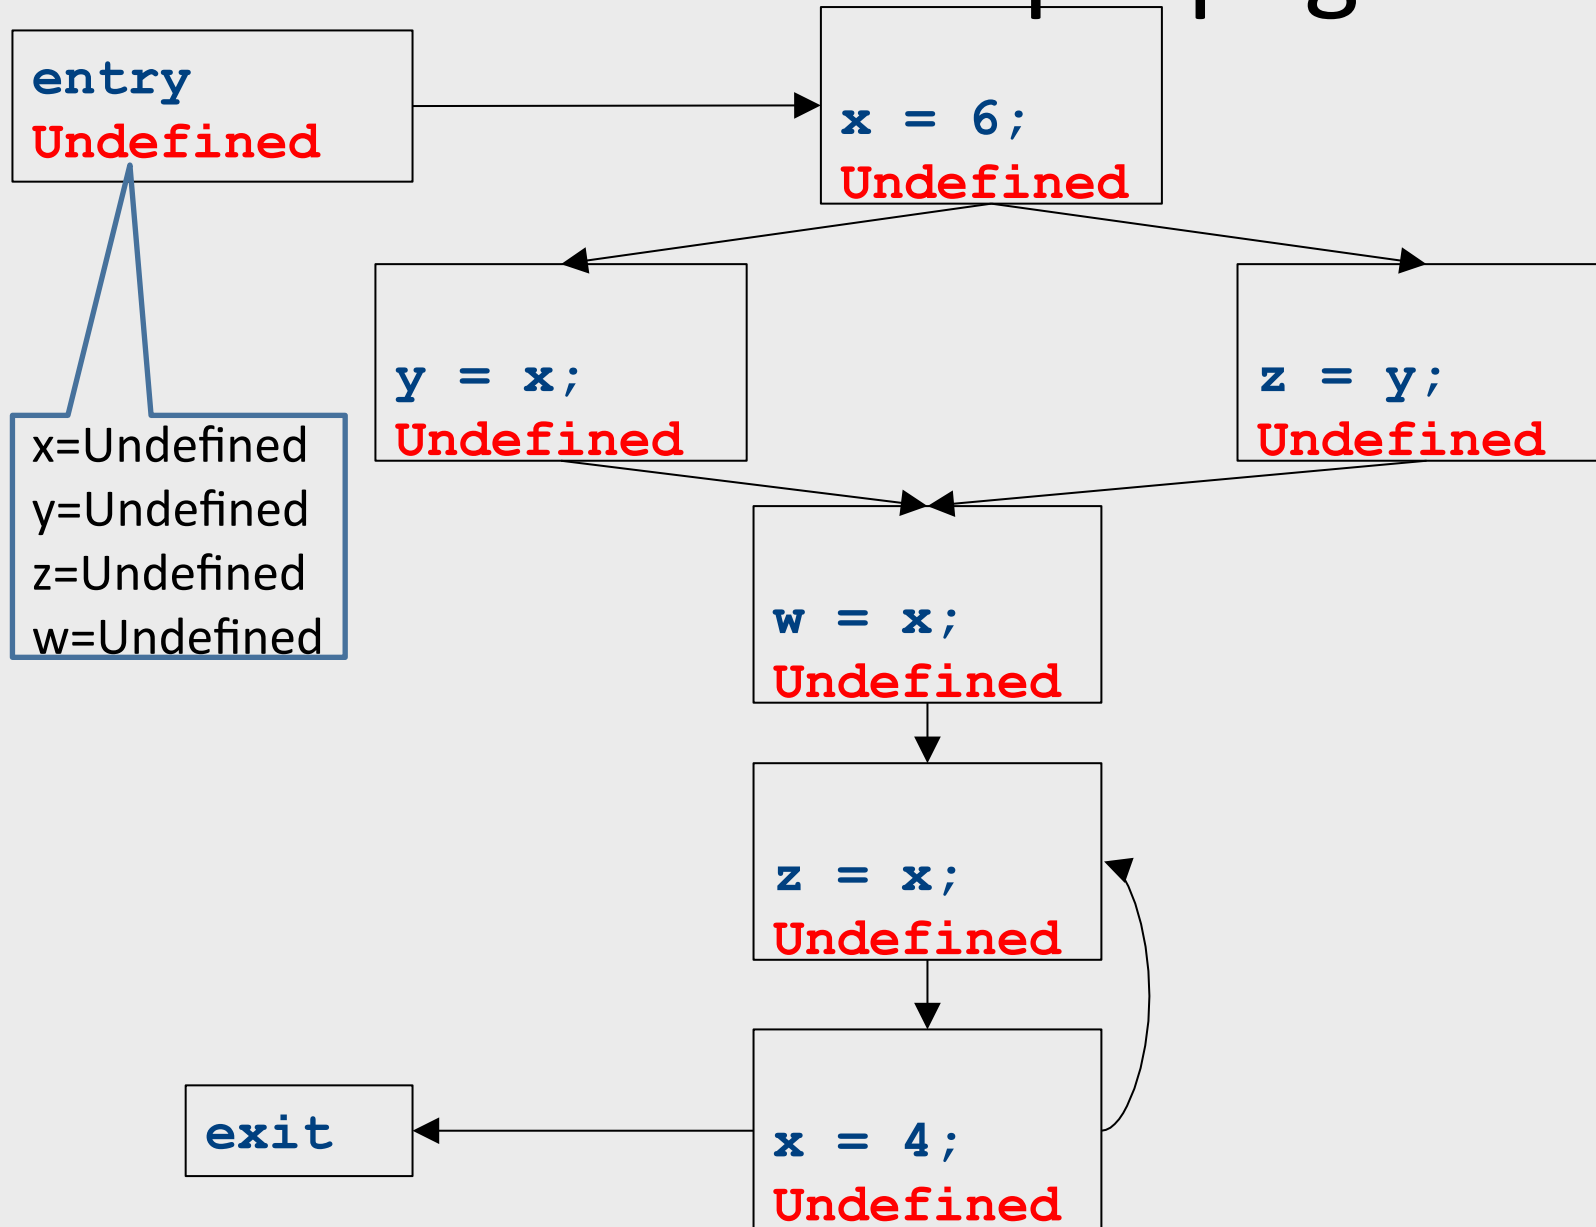 entry
Undefined
x = 6;
Undefined
y = x;
Undefined
z = y;
Undefined
x=Undefined
y=Undefined
z=Undefined
w=Undefined
w = x;
Undefined
z = x;
Undefined
exit
x = 4;
Undefined